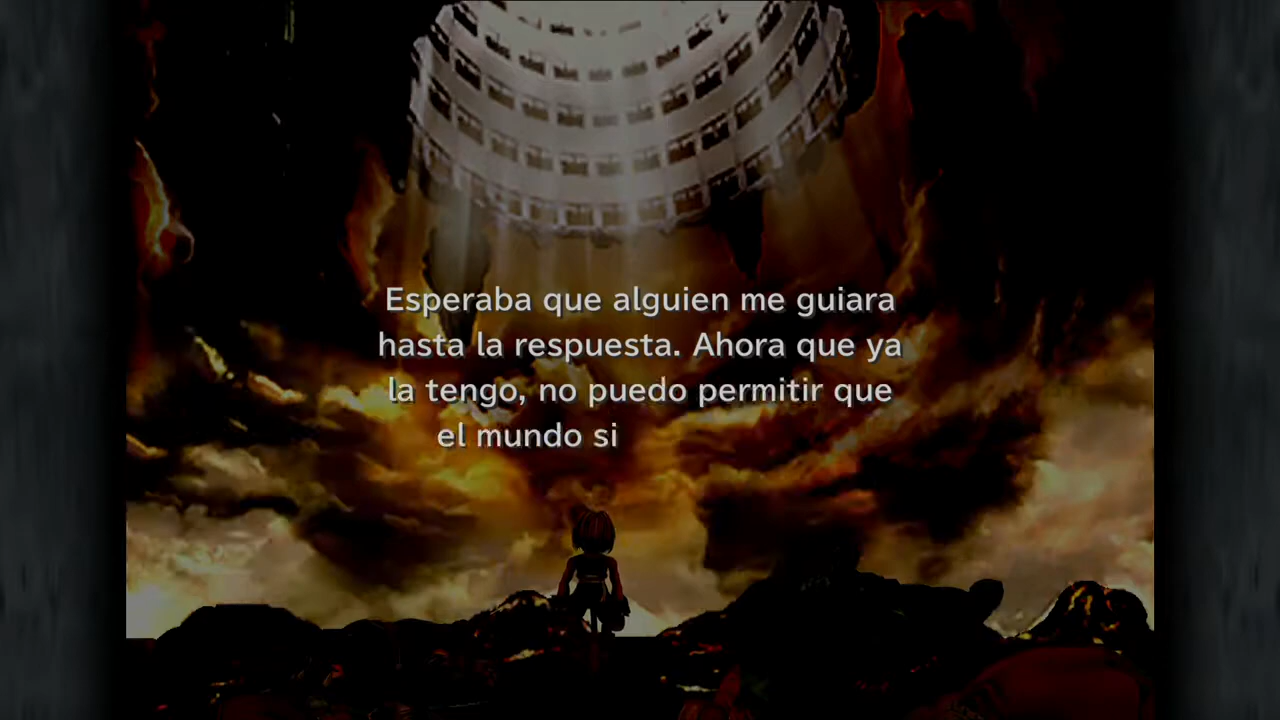 Esperaba que alguien me guiara
hasta la respuesta. Ahora que ya
la tengo, no puedo permitir que
el mundo si